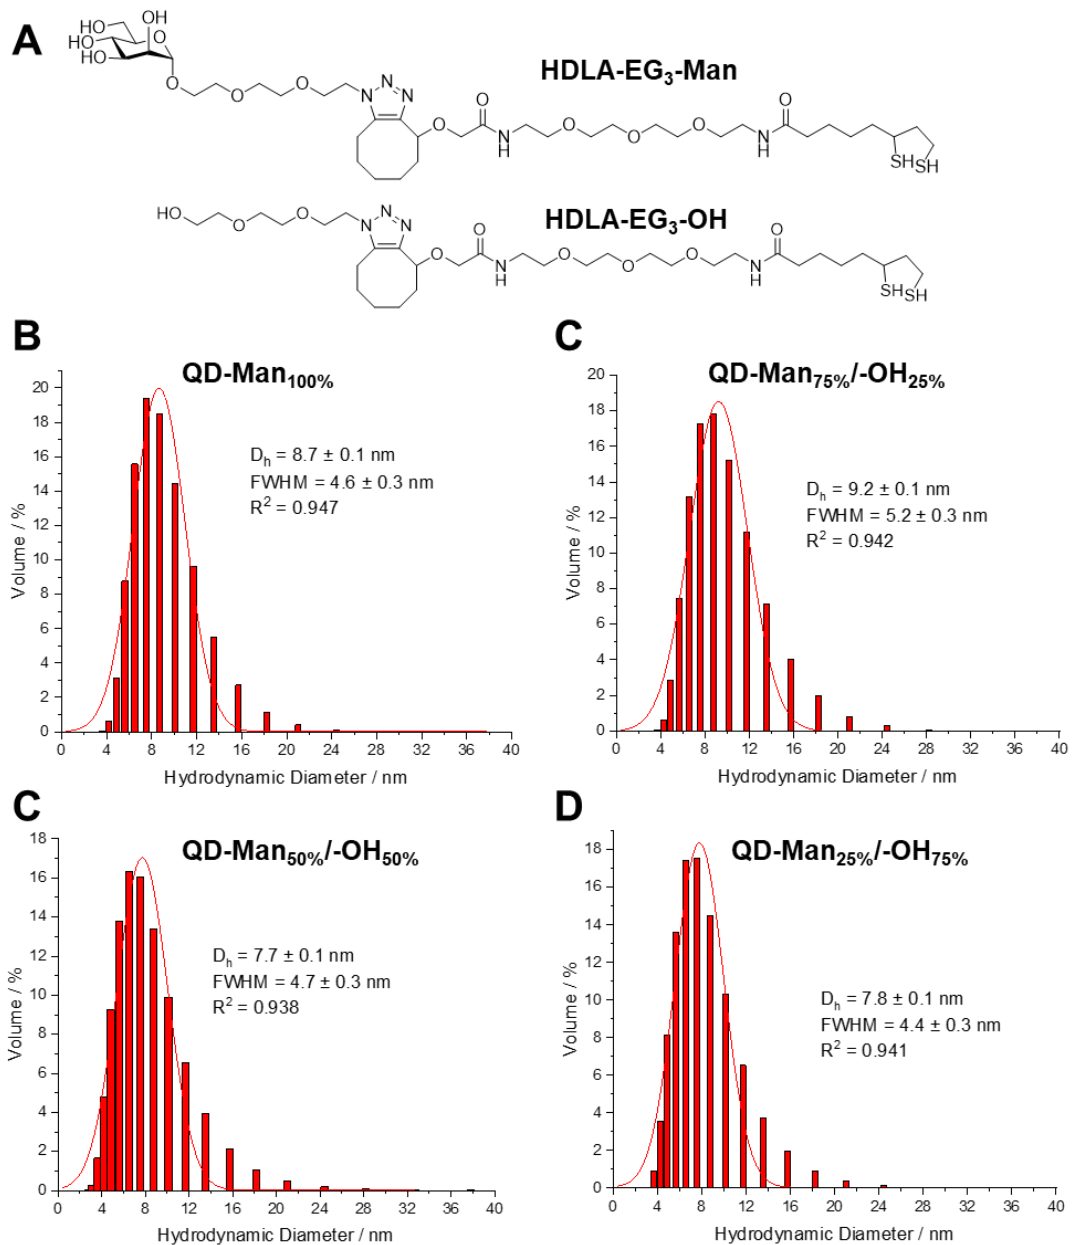 A
HDLA-EG3-Man
OH
HO
HO
HO
O
O
O
O
N
N
N
O
O
N
H
O
O
O
N
H
O
SH
SH
HDLA-EG3-OH
HO
O
O
N
N
N
O
O
N
H
O
O
O
N
H
O
SH
SH
B
QD-Man100%
Dh = 8.7 ± 0.1 nm
FWHM = 4.6 ± 0.3 nm
R2 = 0.947
Volume / %
20
18
16
14
12
10
8
6
4
2
0
0 4 8 12 16 20 24 28 32 36 40
Hydrodynamic Diameter / nm
C
QD-Man75%/-OH25%
Dh = 9.2 ± 0.1 nm
FWHM = 5.2 ± 0.3 nm
R2 = 0.942
Volume / %
20
18
16
14
12
10
8
6
4
2
0
0 4 8 12 16 20 24 28 32 36 40
Hydrodynamic Diameter / nm
C
QD-Man50%/-OH50%
Dh = 7.7 ± 0.1 nm
FWHM = 4.7 ± 0.3 nm
R2 = 0.938
Volume / %
18
16
14
12
10
8
6
4
2
0
0 4 8 12 16 20 24 28 32 36 40
Hydrodynamic Diameter / nm
D
QD-Man25%/-OH75%
Dh = 7.8 ± 0.1 nm
FWHM = 4.4 ± 0.3 nm
R2 = 0.941
Volume / %
18
16
14
12
10
8
6
4
2
0
0 4 8 12 16 20 24 28 32 36 40
Hydrodynamic Diameter / nm